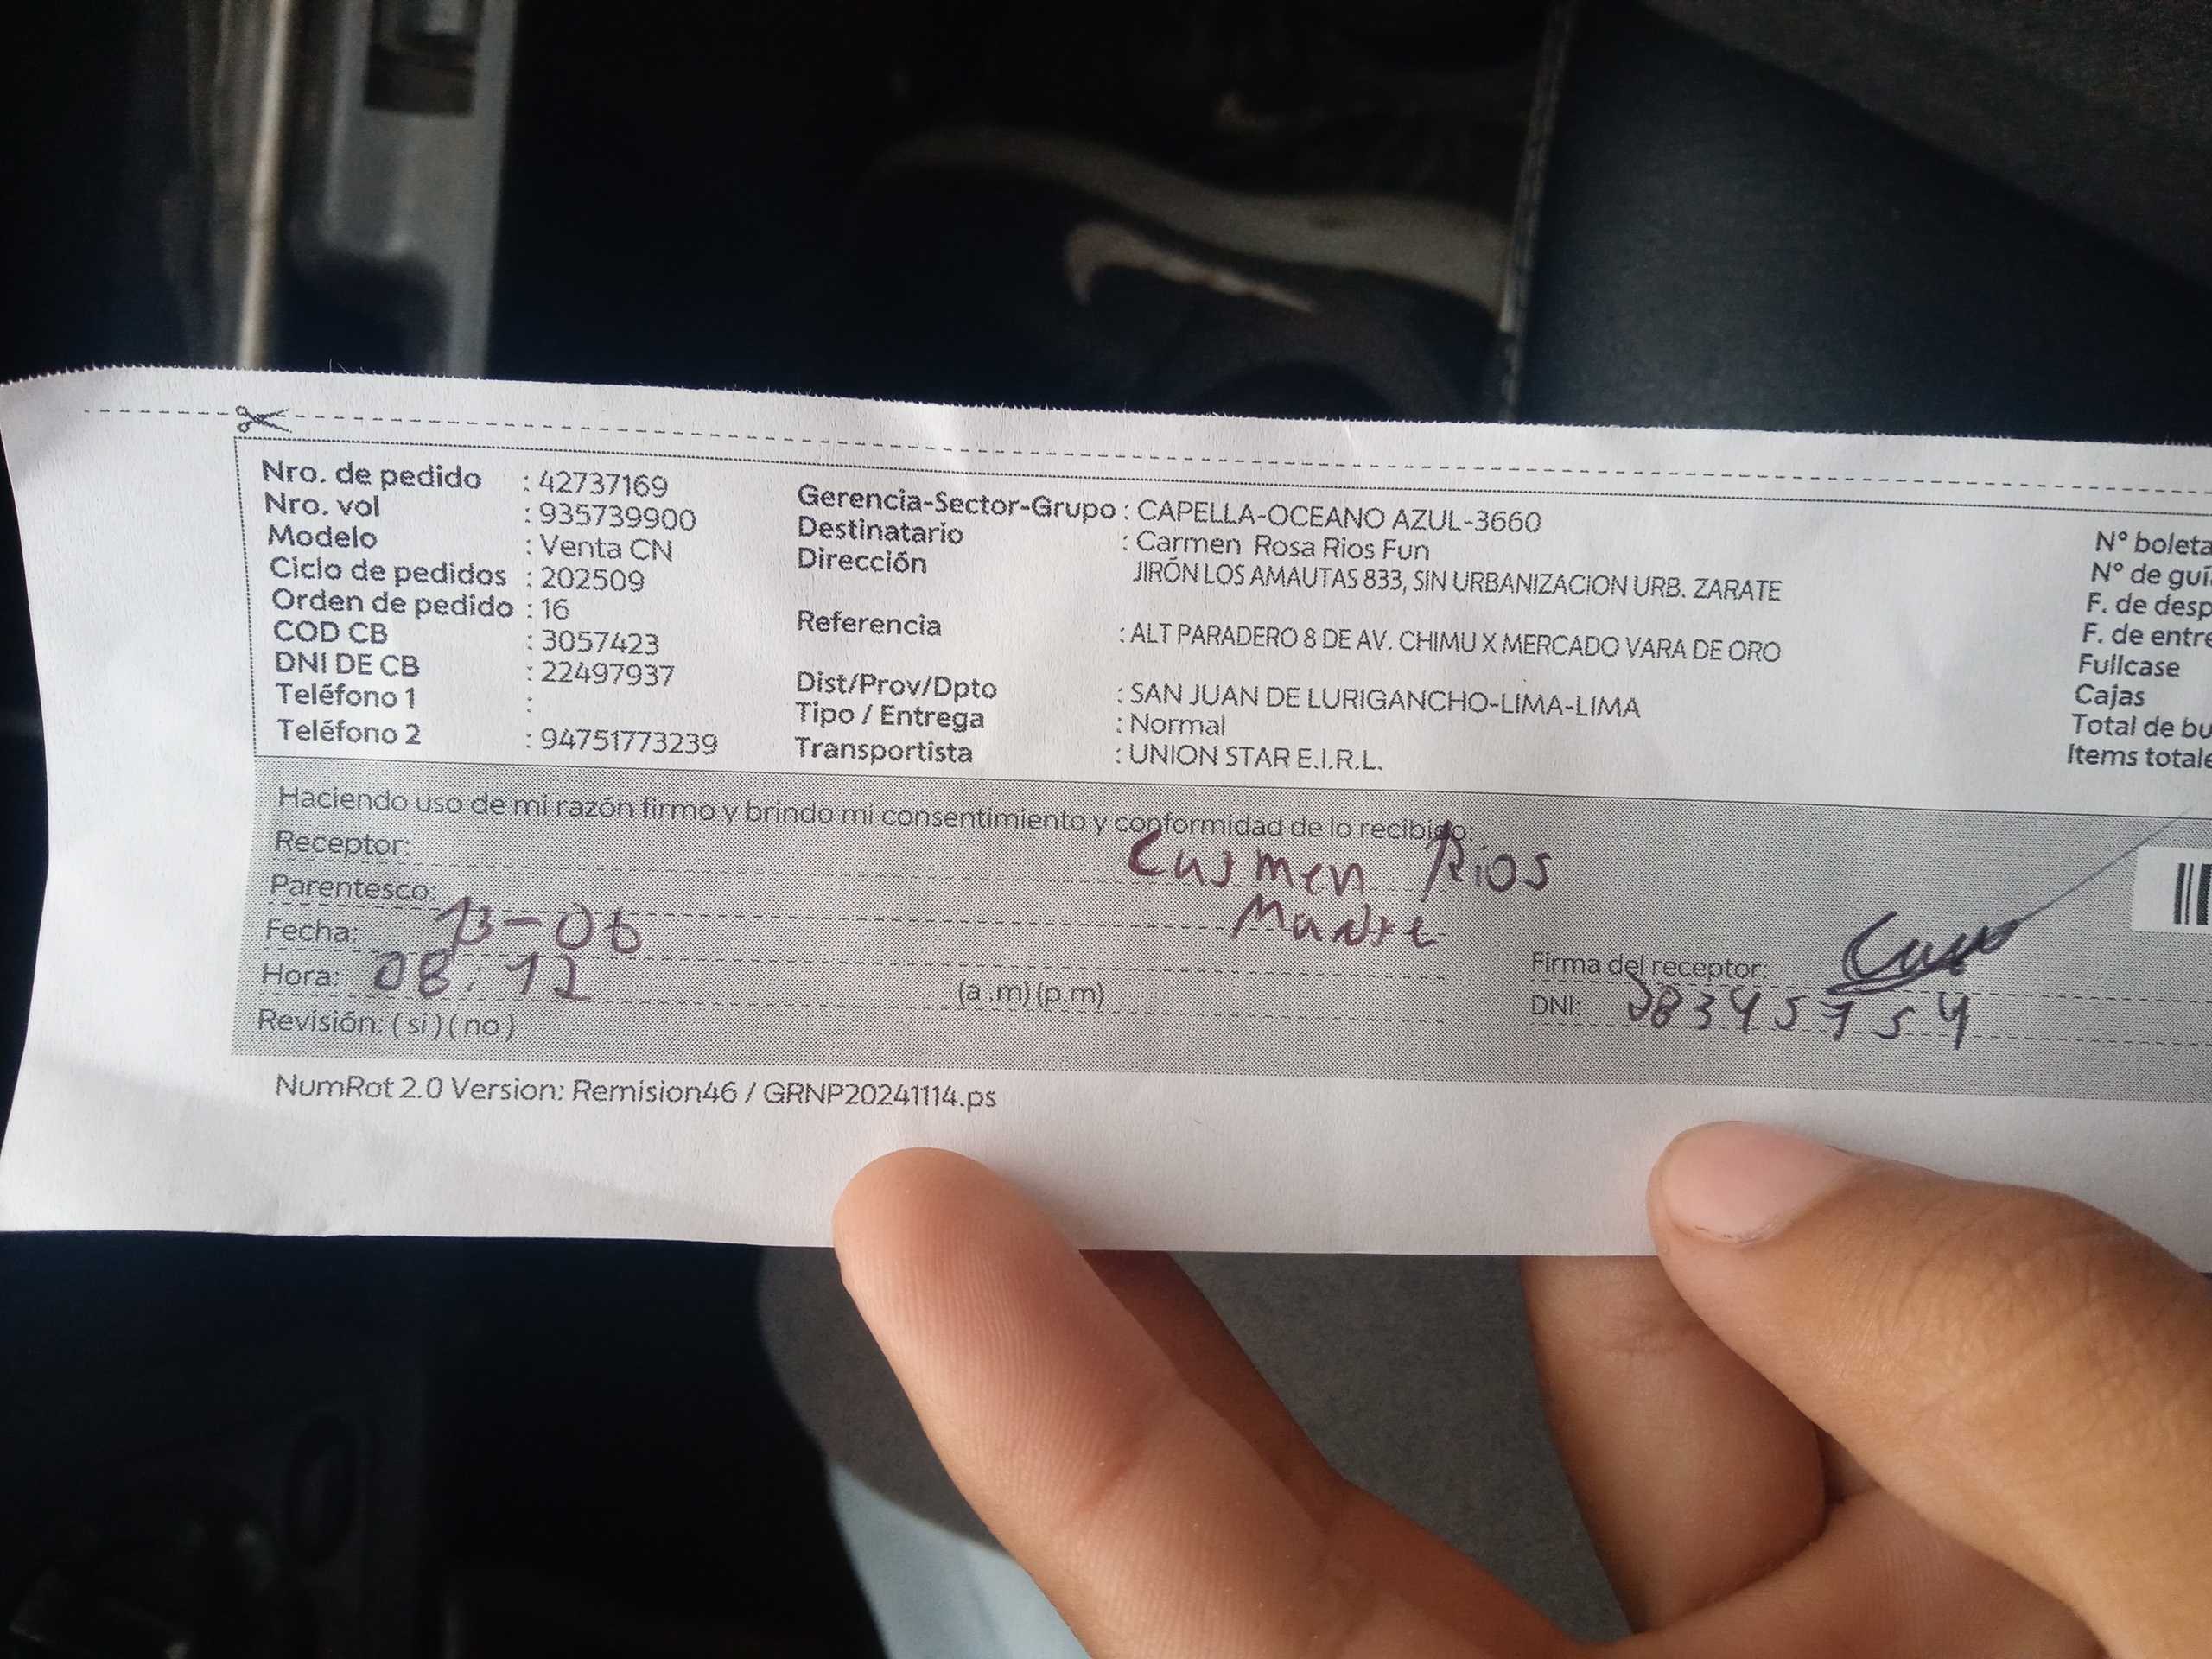 Nro. de pedido : 42737169
Nro. vol : 935739900
Modelo : Venta CN
Ciclo de pedidos : 202509
Orden de pedido : 16
COD CB : 3057423
DNI DE CB : 22497937
Teléfono 1 :
Teléfono 2 : 94751773239
Gerencia-Sector-Grupo : CAPELLA-OCEANO AZUL-3660
Destinatario : Carmen Rosa Rios Fun
Dirección JIRÓN LOS AMAUTAS 833, SIN URBANIZACION URB. ZARATE
Referencia : ALT PARADERO 8 DE AV. CHIMU X MERCADO VARA DE ORO
Dist/Prov/Dpto : SAN JUAN DE LURIGANCHO-LIMA-LIMA
Tipo / Entrega : Normal
Transportista : UNION STAR E.I.R.L.
N° boleta
N° de guí
F. de desp
F. de entre
Fullcase
Cajas
Total de bu
Items totale
Haciendo uso de mi razón firmo y brindo mi consentimiento y conformidad de lo recibido:
Receptor: Carmen Rios
Parentesco: Madre
Fecha: 13-06
Hora: 08:12 (a .m) (p.m)
Revisión: ( si ) ( no )
Firma del receptor:
DNI: 08345754
NumRot 2.0 Version: Remision46 / GRNP20241114.ps